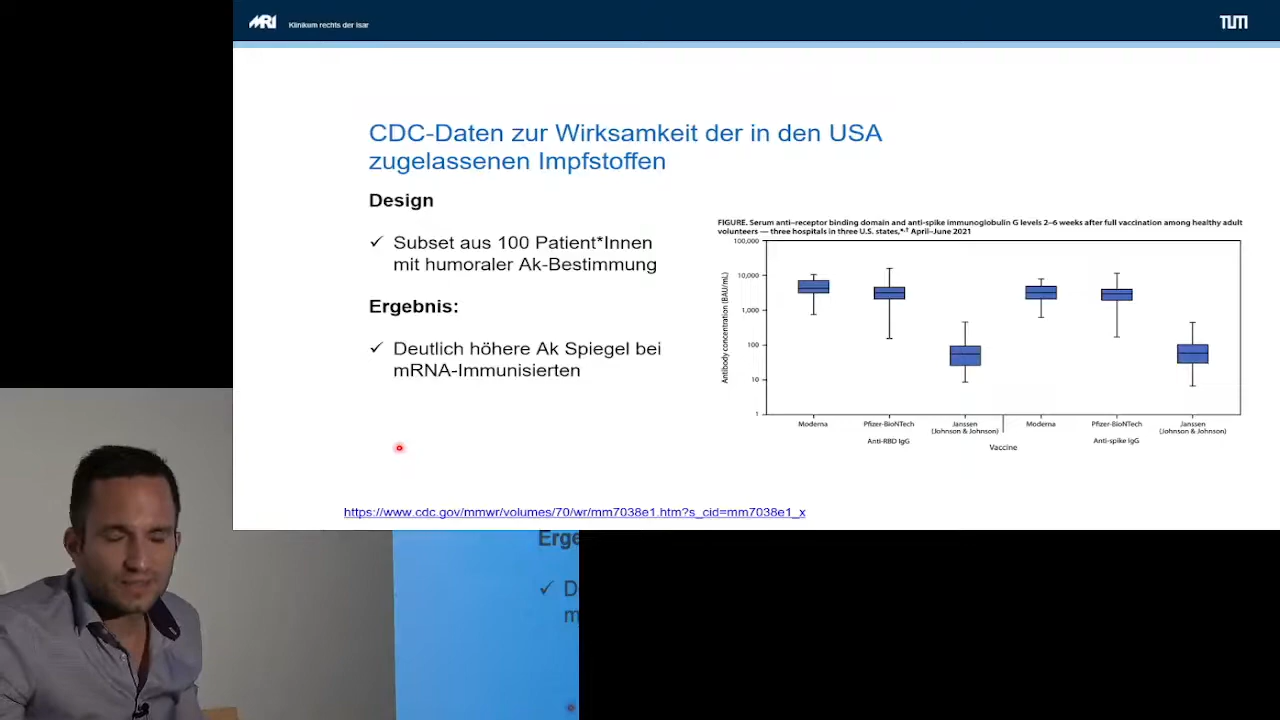 MRI Klinikum rechts der Isar TUM
CDC-Daten zur Wirksamkeit der in den USA
zugelassenen Impfstoffen
Design
✓ Subset aus 100 Patient*Innen
mit humoraler Ak-Bestimmung
Ergebnis:
✓ Deutlich höhere Ak Spiegel bei
mRNA-Immunisierten
FIGURE. Serum anti–receptor binding domain and anti-spike immunoglobulin G levels 2–6 weeks after full vaccination among healthy adult
volunteers — three hospitals in three U.S. states,*,† April–June 2021
Antibody concentration (BAU/mL)
100,000
10,000
1,000
100
10
1
Moderna Pfizer-BioNTech Janssen Moderna Pfizer-BioNTech Janssen
(Johnson & Johnson) (Johnson & Johnson)
Anti-RBD IgG Anti-spike IgG
Vaccine
https://www.cdc.gov/mmwr/volumes/70/wr/mm7038e1.htm?s_cid=mm7038e1_x
Erge
✓ D
m